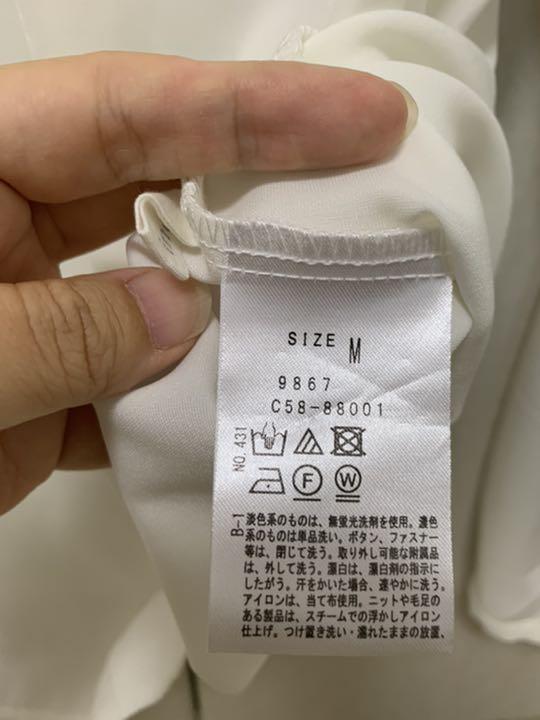 SIZE M
9867
C58-88001
NO. 431
F W
B-1
淡色系のものは、無蛍光洗剤を使用。濃色
系のものは単品洗い。ボタン、ファスナー
等は、閉じて洗う。取り外し可能な附属品
は、外して洗う。漂白は、漂白剤の指示に
したがう。汗をかいた場合、速やかに洗う。
アイロンは、当て布使用。ニットや毛足の
ある製品は、スチームでの浮かしアイロン
仕上げ。つけ置き洗い・濡れたままの放置、